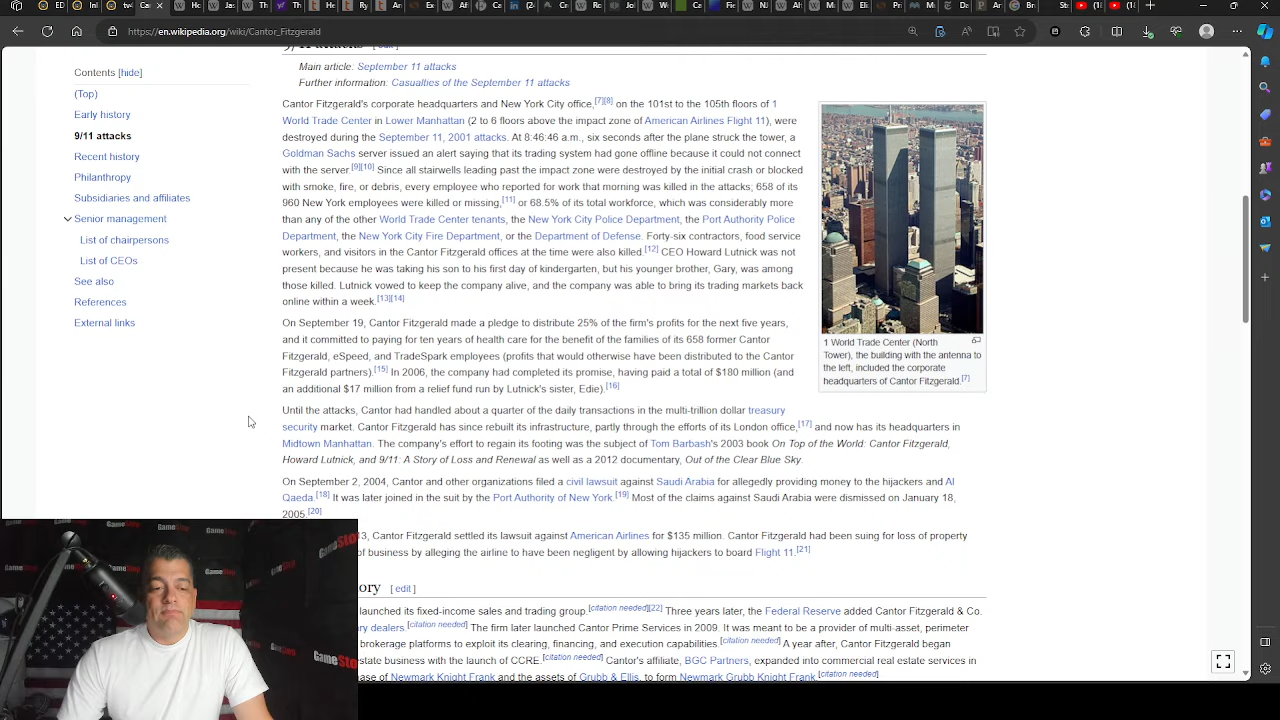 https://en.wikipedia.org/wiki/Cantor_Fitzgerald
Contents [hide]
(Top)
Early history
9/11 attacks
Recent history
Philanthropy
Subsidiaries and affiliates
Senior management
List of chairpersons
List of CEOs
See also
References
External links
Main article: September 11 attacks
Further information: Casualties of the September 11 attacks
Cantor Fitzgerald's corporate headquarters and New York City office,[7][8] on the 101st to the 105th floors of 1
World Trade Center in Lower Manhattan (2 to 6 floors above the impact zone of American Airlines Flight 11), were
destroyed during the September 11, 2001 attacks. At 8:46:46 a.m., six seconds after the plane struck the tower, a
Goldman Sachs server issued an alert saying that its trading system had gone offline because it could not connect
with the server.[9][10] Since all stairwells leading past the impact zone were destroyed by the initial crash or blocked
with smoke, fire, or debris, every employee who reported for work that morning was killed in the attacks; 658 of its
960 New York employees were killed or missing,[11] or 68.5% of its total workforce, which was considerably more
than any of the other World Trade Center tenants, the New York City Police Department, the Port Authority Police
Department, the New York City Fire Department, or the Department of Defense. Forty-six contractors, food service
workers, and visitors in the Cantor Fitzgerald offices at the time were also killed.[12] CEO Howard Lutnick was not
present because he was taking his son to his first day of kindergarten, but his younger brother, Gary, was among
those killed. Lutnick vowed to keep the company alive, and the company was able to bring its trading markets back
online within a week.[13][14]
1 World Trade Center (North
Tower), the building with the antenna to
the left, included the corporate
headquarters of Cantor Fitzgerald.[7]
On September 19, Cantor Fitzgerald made a pledge to distribute 25% of the firm's profits for the next five years,
and it committed to paying for ten years of health care for the benefit of the families of its 658 former Cantor
Fitzgerald, eSpeed, and TradeSpark employees (profits that would otherwise have been distributed to the Cantor
Fitzgerald partners).[15] In 2006, the company had completed its promise, having paid a total of $180 million (and
an additional $17 million from a relief fund run by Lutnick's sister, Edie).[16]
Until the attacks, Cantor had handled about a quarter of the daily transactions in the multi-trillion dollar treasury
security market. Cantor Fitzgerald has since rebuilt its infrastructure, partly through the efforts of its London office,[17] and now has its headquarters in
Midtown Manhattan. The company's effort to regain its footing was the subject of Tom Barbash's 2003 book On Top of the World: Cantor Fitzgerald,
Howard Lutnick, and 9/11: A Story of Loss and Renewal as well as a 2012 documentary, Out of the Clear Blue Sky.
On September 2, 2004, Cantor and other organizations filed a civil lawsuit against Saudi Arabia for allegedly providing money to the hijackers and Al
Qaeda.[18] It was later joined in the suit by the Port Authority of New York.[19] Most of the claims against Saudi Arabia were dismissed on January 18,
2005.[20]
13, Cantor Fitzgerald settled its lawsuit against American Airlines for $135 million. Cantor Fitzgerald had been suing for loss of property
of business by alleging the airline to have been negligent by allowing hijackers to board Flight 11.[21]
ory [ edit ]
launched its fixed-income sales and trading group.[citation needed][22] Three years later, the Federal Reserve added Cantor Fitzgerald & Co.
ry dealers.[citation needed] The firm later launched Cantor Prime Services in 2009. It was meant to be a provider of multi-asset, perimeter
brokerage platforms to exploit its clearing, financing, and execution capabilities.[citation needed] A year after, Cantor Fitzgerald began
state business with the launch of CCRE.[citation needed] Cantor's affiliate, BGC Partners, expanded into commercial real estate services in
ase of Newmark Knight Frank and the assets of Grubb & Ellis, to form Newmark Grubb Knight Frank.[citation needed]
GameStop
GameStop
GameStop
GameStop